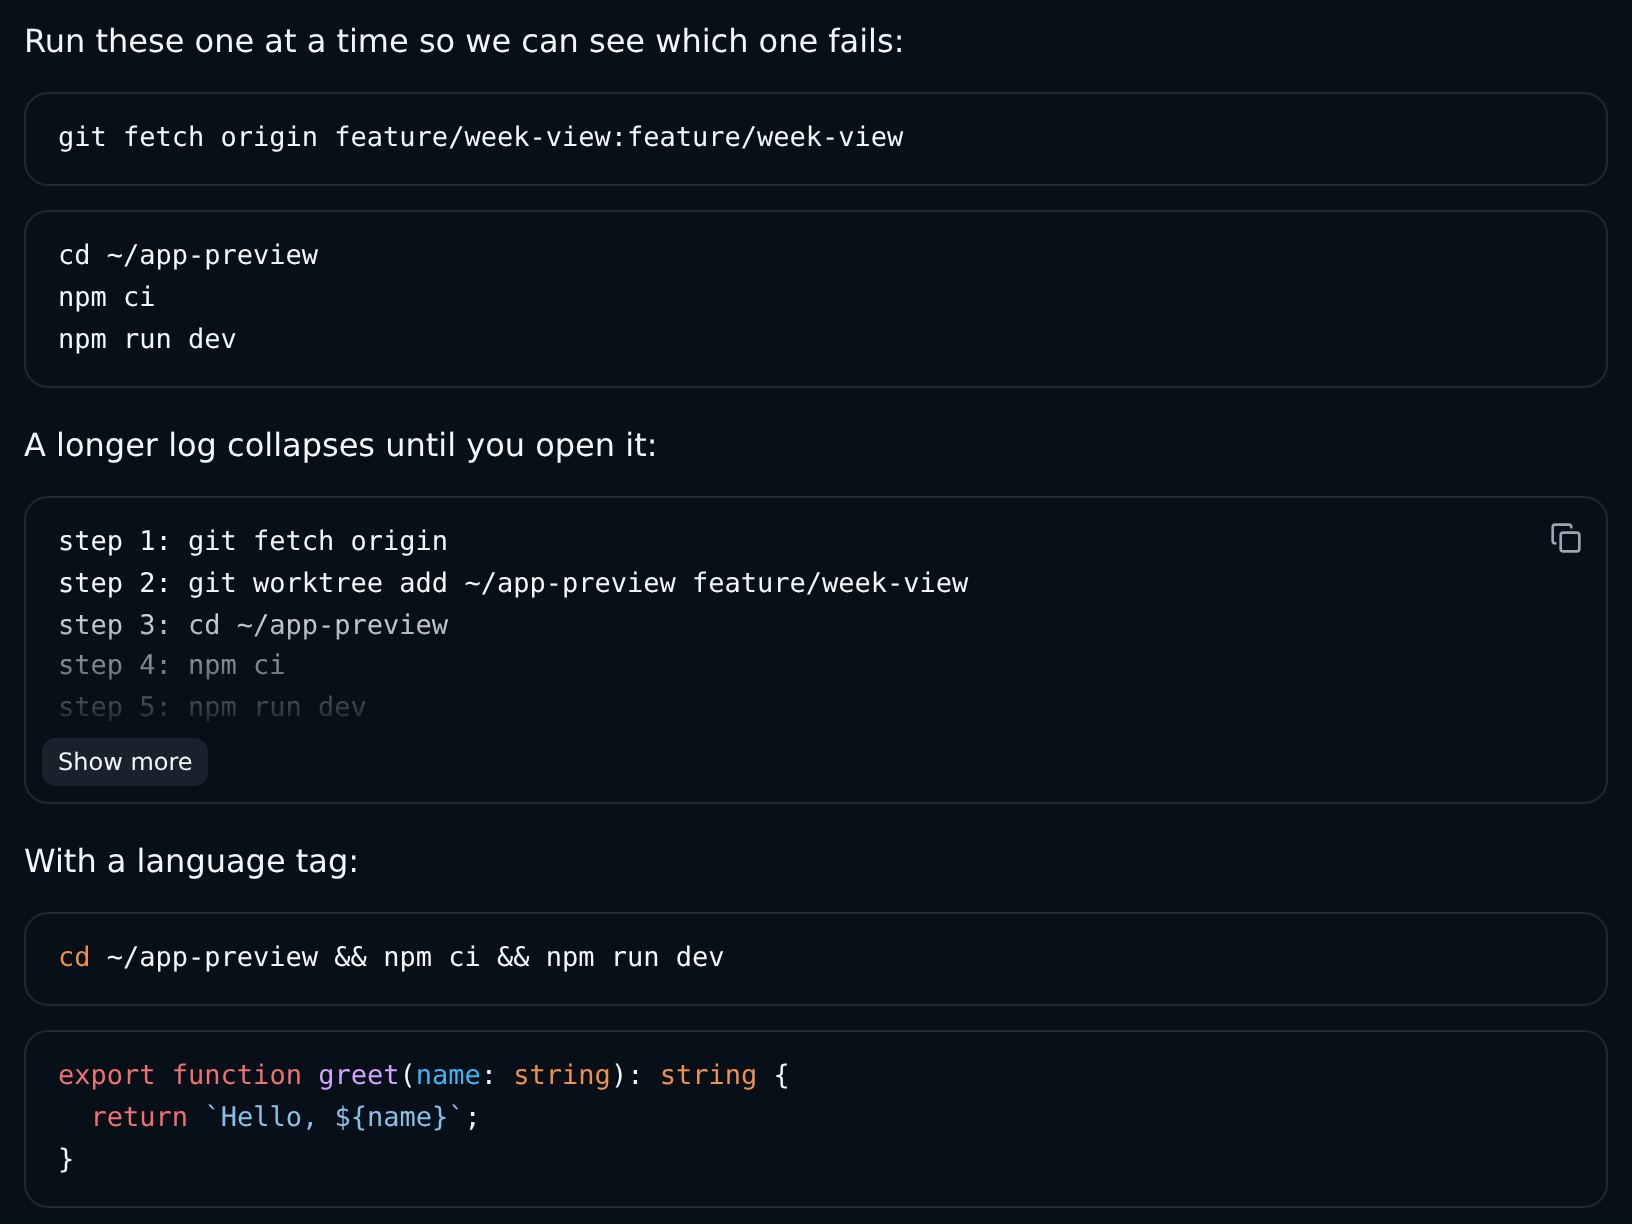 Run these one at a time so we can see which one fails:
git fetch origin feature/week-view:feature/week-view
cd ~/app-preview
npm ci
npm run dev
A longer log collapses until you open it:
step 1: git fetch origin
step 2: git worktree add ~/app-preview feature/week-view
step 3: cd ~/app-preview
step 4: npm ci
step 5: npm run dev
Show more
With a language tag:
cd ~/app-preview && npm ci && npm run dev
export function greet(name: string): string {
  return `Hello, ${name}`;
}